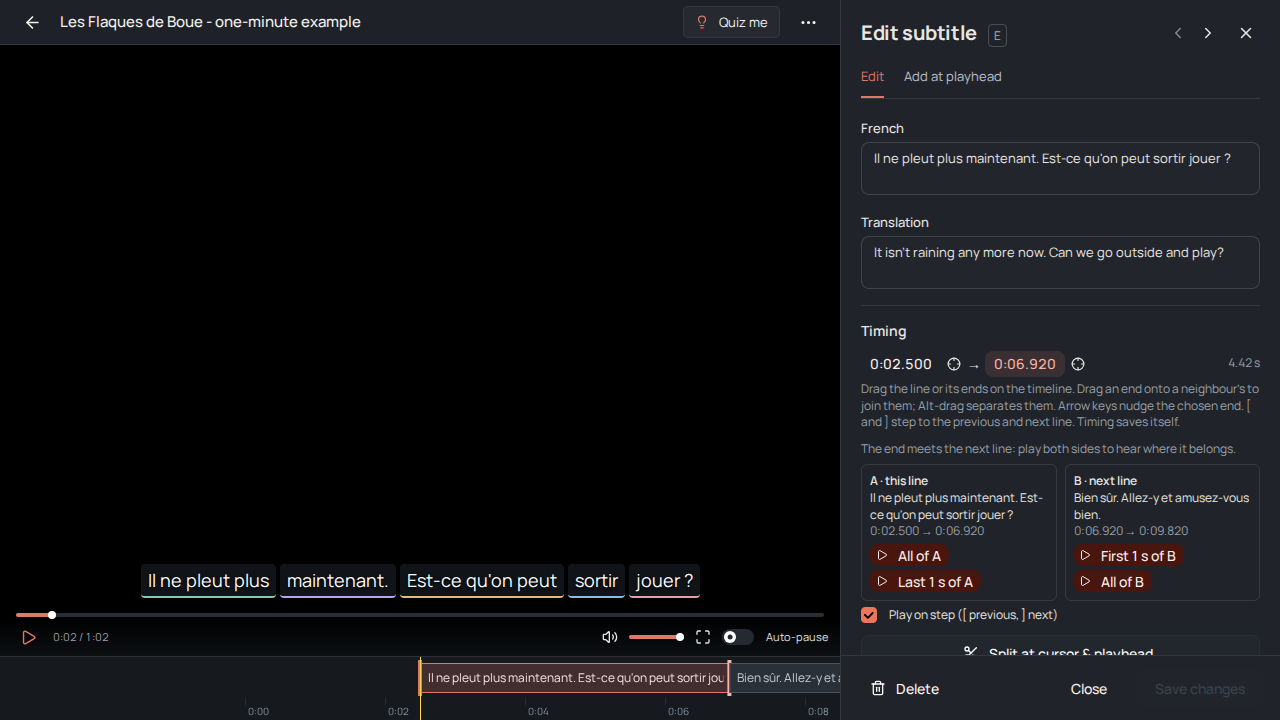 Les Flaques de Boue - one-minute example
Quiz me
Il ne pleut plus maintenant. Est-ce qu'on peut sortir jouer ?
0:02 / 1:02
Auto-pause
Il ne pleut plus maintenant. Est-ce qu'on peut sortir jou
Bien sûr. Allez-y et a
0:00
0:02
0:04
0:06
0:08
Edit subtitle
E
Edit
Add at playhead
French
Il ne pleut plus maintenant. Est-ce qu'on peut sortir jouer ?
Translation
It isn't raining any more now. Can we go outside and play?
Timing
0:02.500 → 0:06.920
4.42 s
Drag the line or its ends on the timeline. Drag an end onto a neighbour's to
join them; Alt-drag separates them. Arrow keys nudge the chosen end. [
and ] step to the previous and next line. Timing saves itself.
The end meets the next line: play both sides to hear where it belongs.
A · this line
Il ne pleut plus maintenant. Est-
ce qu'on peut sortir jouer ?
0:02.500 → 0:06.920
All of A
Last 1 s of A
B · next line
Bien sûr. Allez-y et amusez-vous
bien.
0:06.920 → 0:09.820
First 1 s of B
All of B
Play on step ([ previous, ] next)
Split at cursor & playhead
Delete
Close
Save changes